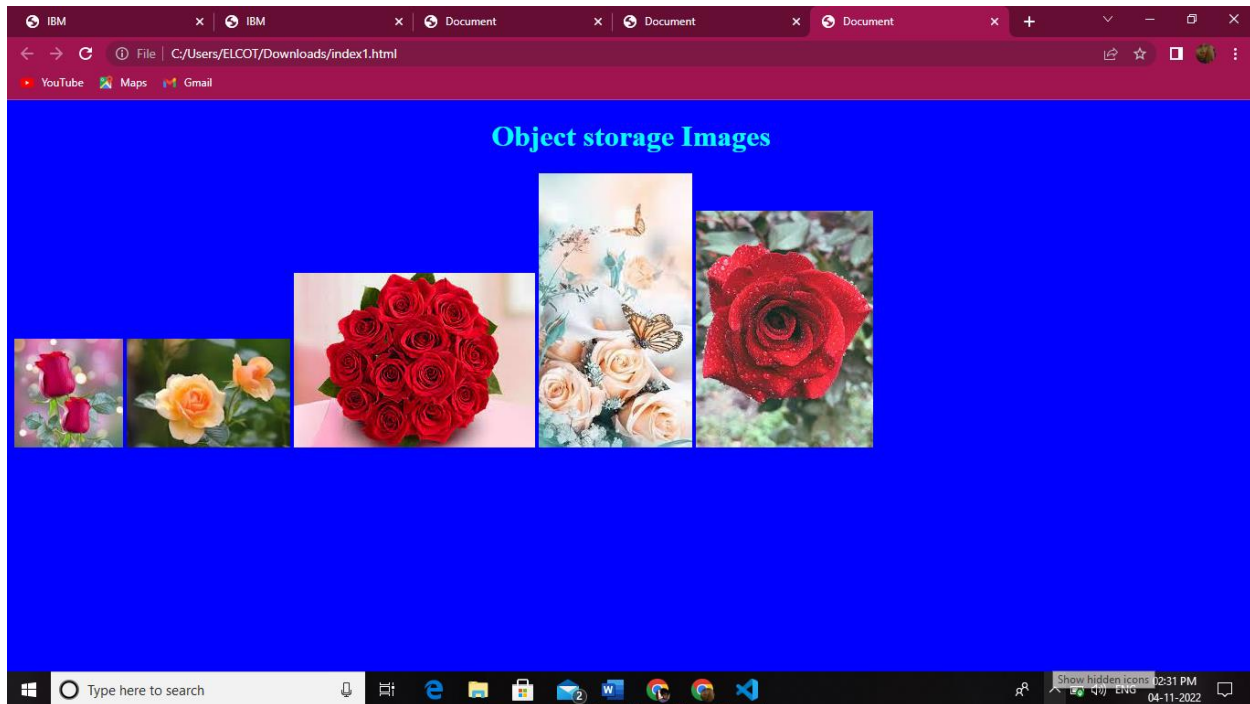 IBM IBM Document Document Document
File C:/Users/ELCOT/Downloads/index1.html
YouTube Maps Gmail
Object storage Images
Type here to search
2
W
Show hidden icons
ENG 02:31 PM
04-11-2022